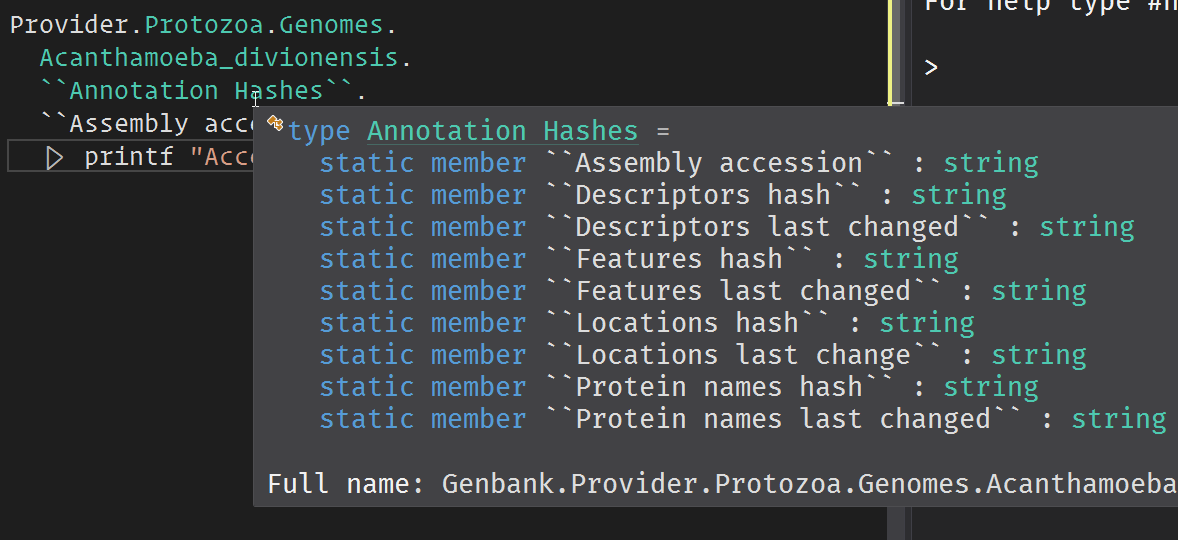 Provider.Protozoa.Genomes.
For help type #h
Acanthamoeba_divionensis.
>
``Annotation Hashes``.
``Assembly acce
|> printf "Acce
type Annotation Hashes =
static member ``Assembly accession`` : string
static member ``Descriptors hash`` : string
static member ``Descriptors last changed`` : string
static member ``Features hash`` : string
static member ``Features last changed`` : string
static member ``Locations hash`` : string
static member ``Locations last change`` : string
static member ``Protein names hash`` : string
static member ``Protein names last changed`` : string
Full name: Genbank.Provider.Protozoa.Genomes.Acanthamoeba